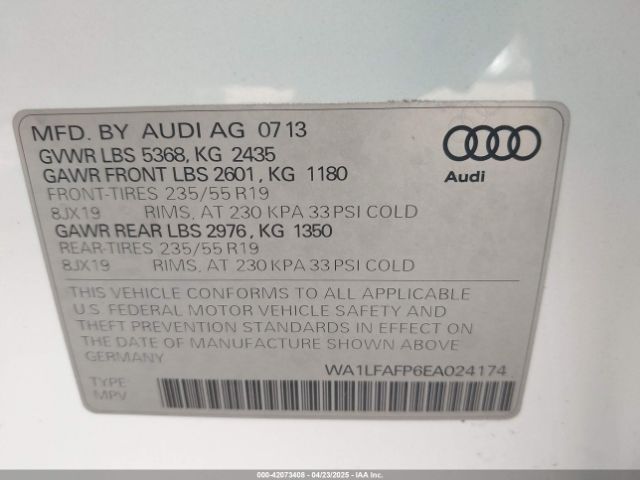 MFD. BY AUDI AG 07 13
GVWR LBS 5368, KG 2435
GAWR FRONT LBS 2601, KG 1180
FRONT-TIRES 235/55 R19
8JX19 RIMS, AT 230 KPA 33 PSI COLD
GAWR REAR LBS 2976, KG 1350
REAR-TIRES 235/55 R19
8JX19 RIMS, AT 230 KPA 33 PSI COLD
Audi
THIS VEHICLE CONFORMS TO ALL APPLICABLE
U.S. FEDERAL MOTOR VEHICLE SAFETY AND
THEFT PREVENTION STANDARDS IN EFFECT ON
THE DATE OF MANUFACTURE SHOWN ABOVE.
GERMANY
WA1LFAFP6EA024174
TYPE:
MPV
000-42073408 - 04/23/2025 - IAA Inc.